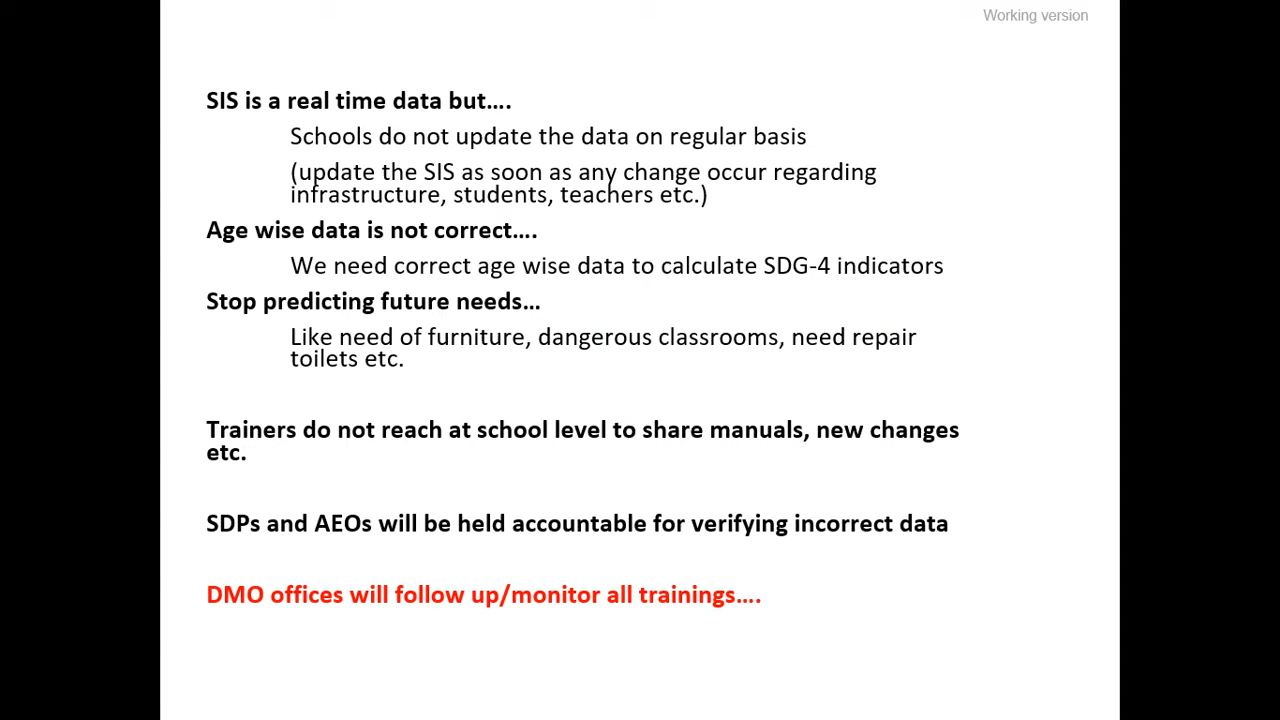 Working version
SIS is a real time data but….
Schools do not update the data on regular basis
(update the SIS as soon as any change occur regarding
infrastructure, students, teachers etc.)
Age wise data is not correct….
We need correct age wise data to calculate SDG-4 indicators
Stop predicting future needs…
Like need of furniture, dangerous classrooms, need repair
toilets etc.
Trainers do not reach at school level to share manuals, new changes
etc.
SDPs and AEOs will be held accountable for verifying incorrect data
DMO offices will follow up/monitor all trainings….